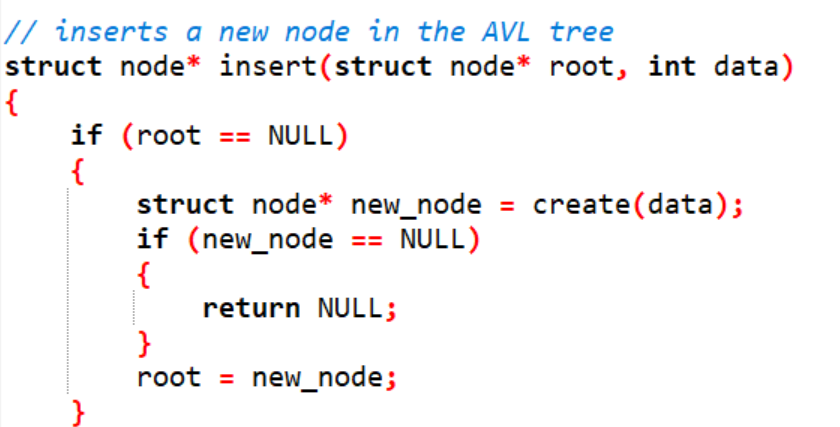 // inserts a new node in the AVL tree
struct node* insert(struct node* root, int data)
{
    if (root == NULL)
    {
        struct node* new_node = create(data);
        if (new_node == NULL)
        {
            return NULL;
        }
        root = new_node;
    }